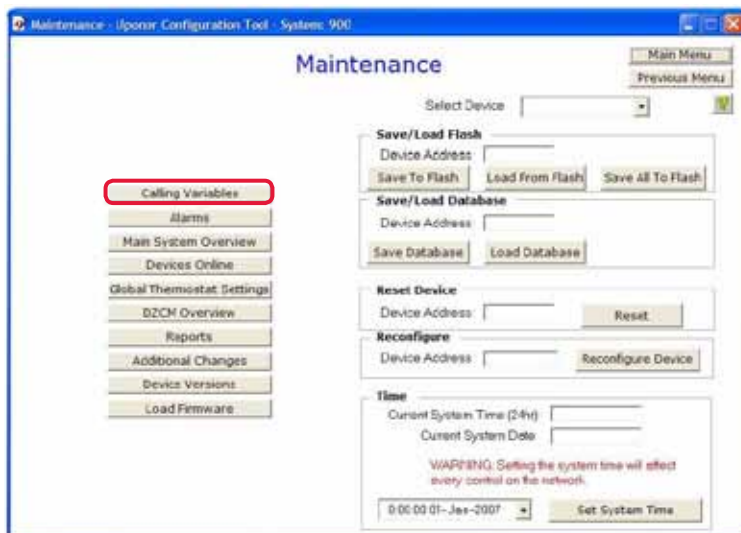 Maintenance - Uponor Configuration Tool - System: 900
Maintenance
Main Menu
Previous Menu
Select Device
Calling Variables
Alarms
Main System Overview
Devices Online
Global Thermostat Settings
DZCM Overview
Reports
Additional Changes
Device Versions
Load Firmware
Save/Load Flash
Device Address
Save To Flash Load From Flash Save All To Flash
Save/Load Database
Device Address
Save Database Load Database
Reset Device
Device Address Reset
Reconfigure
Device Address Reconfigure Device
Time
Current System Time (24hr)
Current System Date
WARNING: Setting the system time will effect
every control on the network
0:00:00 01-Jan-2007 Set System Time